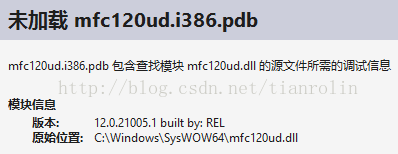 未加载 mfc120ud.i386.pdb
mfc120ud.i386.pdb 包含查找模块 mfc120ud.dll 的源文件所需的调试信息
http://blog.csdn.net/tianrolin
模块信息
版本: 12.0.21005.1 built by: REL
原始位置: C:\Windows\SysWOW64\mfc120ud.dll